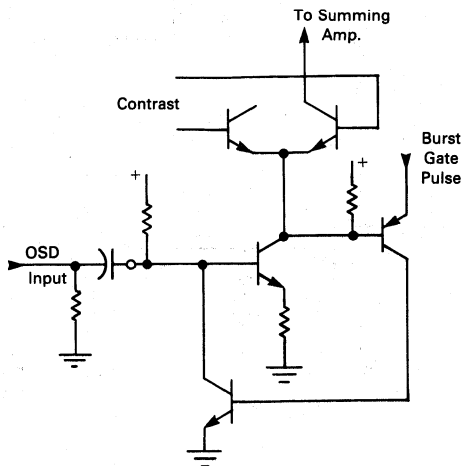 To Summing
Amp.
Contrast
Burst
Gate
Pulse
+
+
OSD
Input